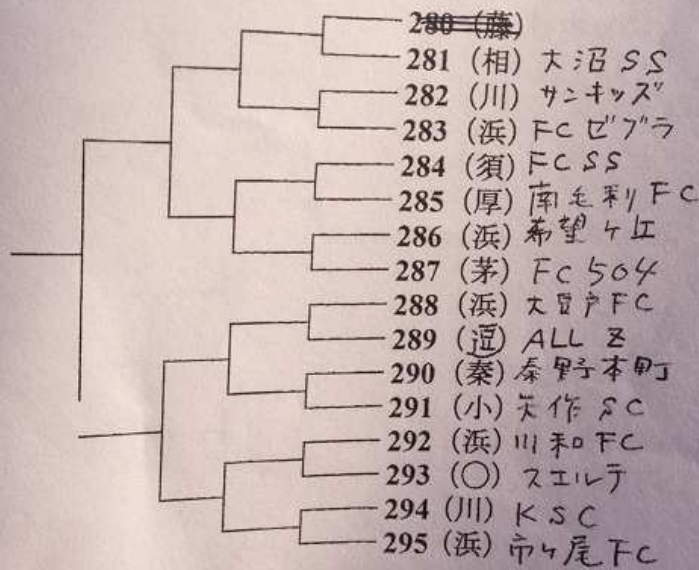 280 (藤)
281 (相) 大沼SS
282 (川) サンキッズ
283 (浜) FCゼブラ
284 (須) FCSS
285 (厚) 南毛利FC
286 (浜) 希望ヶ丘
287 (茅) FC504
288 (浜) 大豆戸FC
289 (逗) ALL Z
290 (秦) 秦野本町
291 (小) 矢作SC
292 (浜) 川和FC
293 (○) スエルテ
294 (川) KSC
295 (浜) 市ヶ尾FC